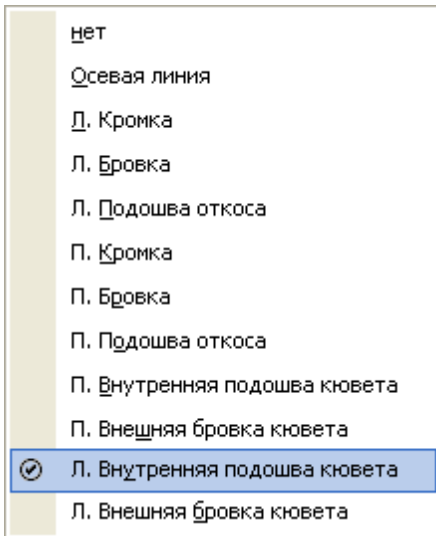 нет
Осевая линия
Л. Кромка
Л. Бровка
Л. Подошва откоса
П. Кромка
П. Бровка
П. Подошва откоса
П. Внутренняя подошва кювета
П. Внешняя бровка кювета
Л. Внутренняя подошва кювета
Л. Внешняя бровка кювета